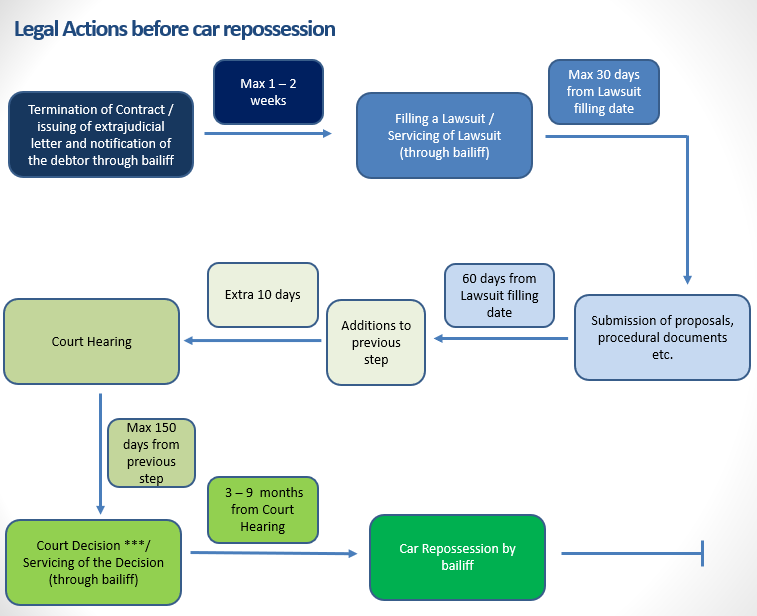 Legal Actions before car repossession
Termination of Contract /
issuing of extrajudicial
letter and notification of
the debtor through bailiff
Max 1 – 2
weeks
Filling a Lawsuit /
Servicing of Lawsuit
(through bailiff)
Max 30 days
from Lawsuit
filling date
Submission of proposals,
procedural documents
etc.
60 days from
Lawsuit filling
date
Additions to
previous
step
Extra 10 days
Court Hearing
Max 150
days from
previous
step
Court Decision ***/
Servicing of the Decision
(through bailiff)
3 – 9 months
from Court
Hearing
Car Repossession by
bailiff